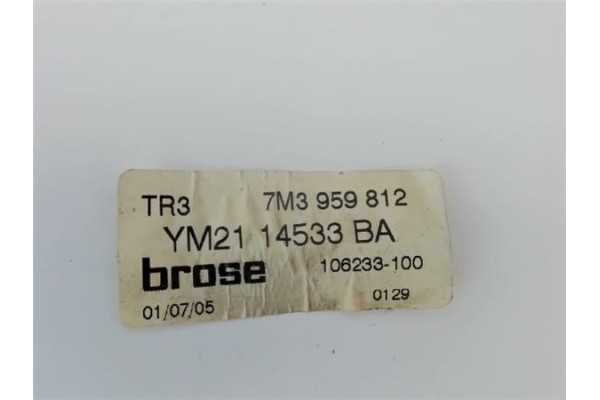 TR3 7M3 959 812
YM21 14533 BA
brose 106233-100
01/07/05 0129